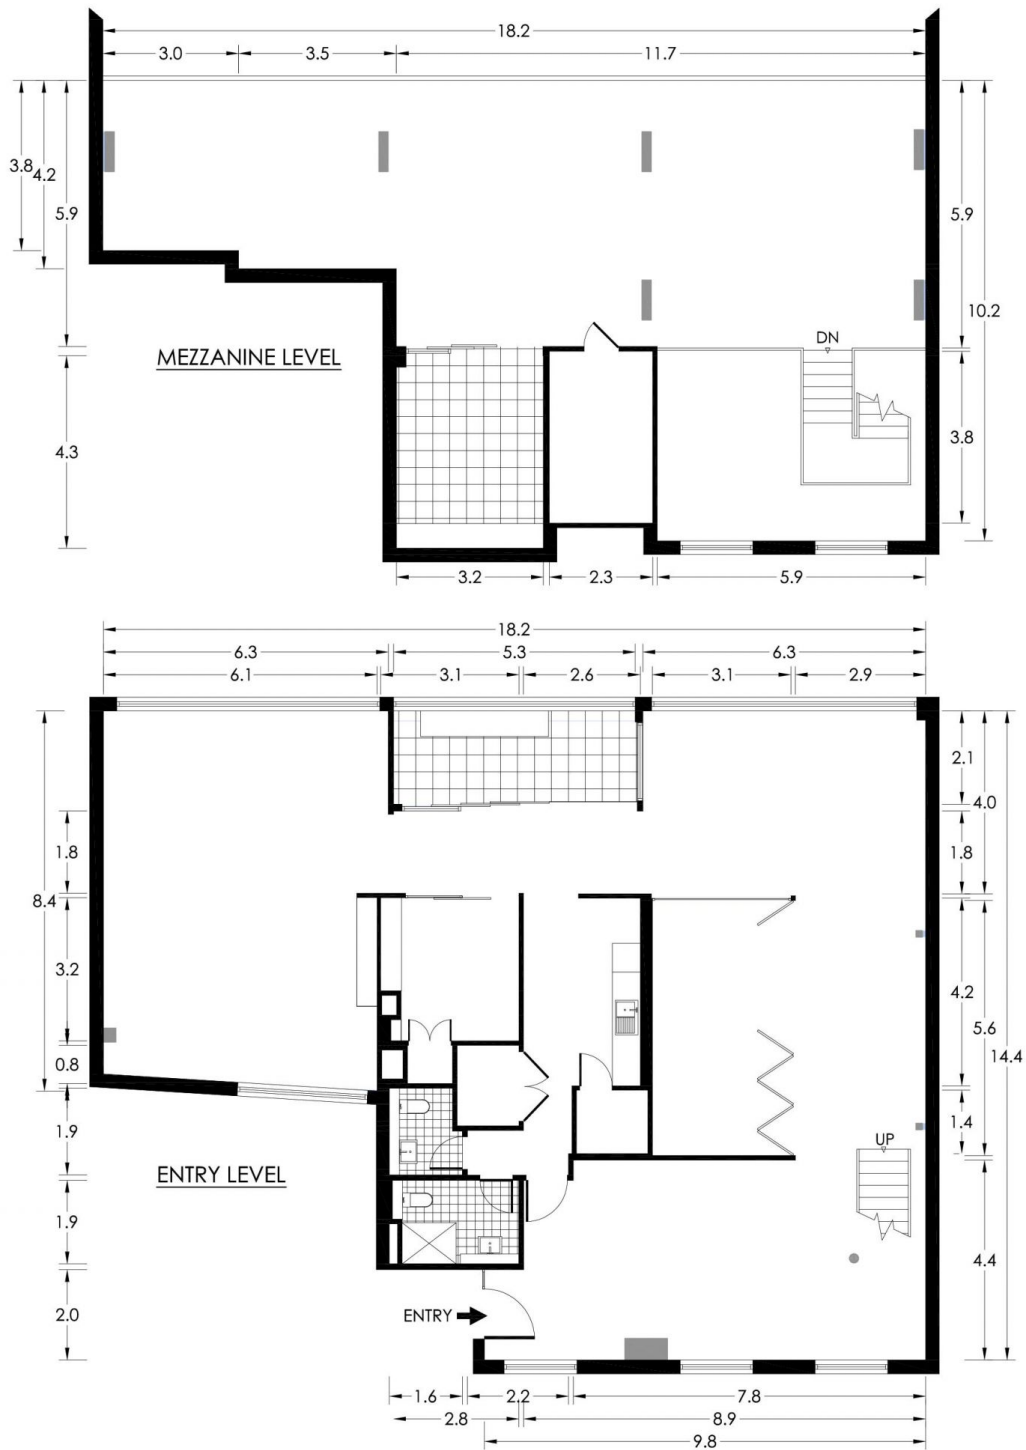 18.2
3.0 3.5 11.7
3.8
4.2
5.9 5.9
10.2
MEZZANINE LEVEL
DN
4.3 3.8
3.2 2.3 5.9
18.2
6.3 5.3 6.3
6.1 3.1 2.6 3.1 2.9
2.1
4.0
1.8 1.8
8.4
3.2
4.2
5.6
14.4
0.8
1.4
1.9
UP
ENTRY LEVEL
1.9
4.4
2.0
ENTRY
1.6 2.2 7.8
2.8 8.9
9.8